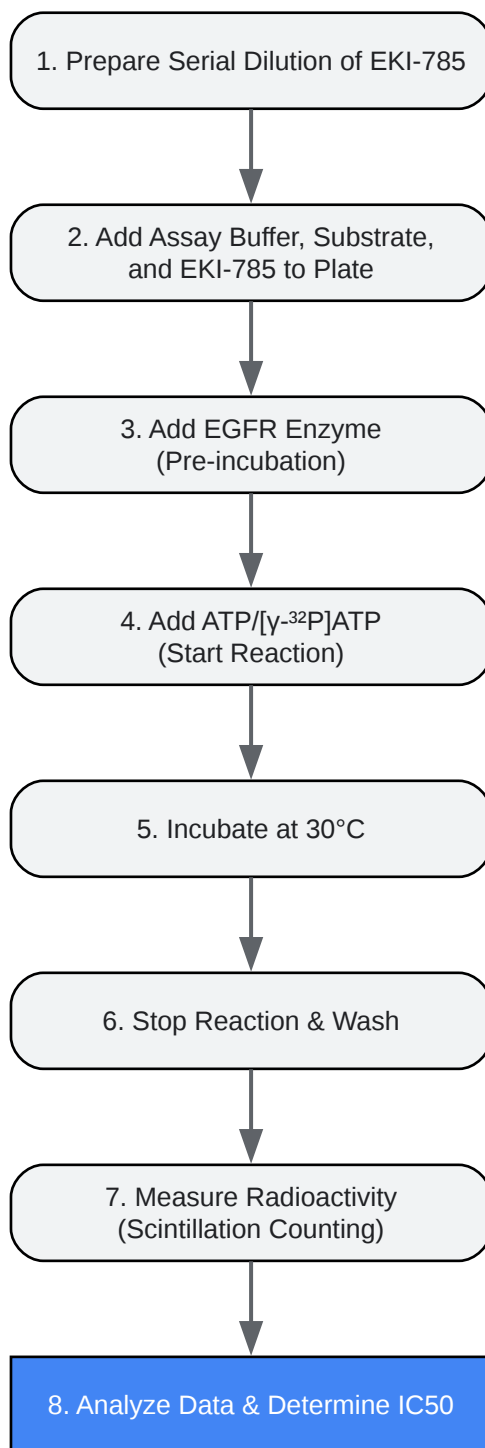 1. Prepare Serial Dilution of EKI-785
2. Add Assay Buffer, Substrate,
and EKI-785 to Plate
3. Add EGFR Enzyme
(Pre-incubation)
4. Add ATP/[γ-³²P]ATP
(Start Reaction)
5. Incubate at 30°C
6. Stop Reaction & Wash
7. Measure Radioactivity
(Scintillation Counting)
8. Analyze Data & Determine IC50